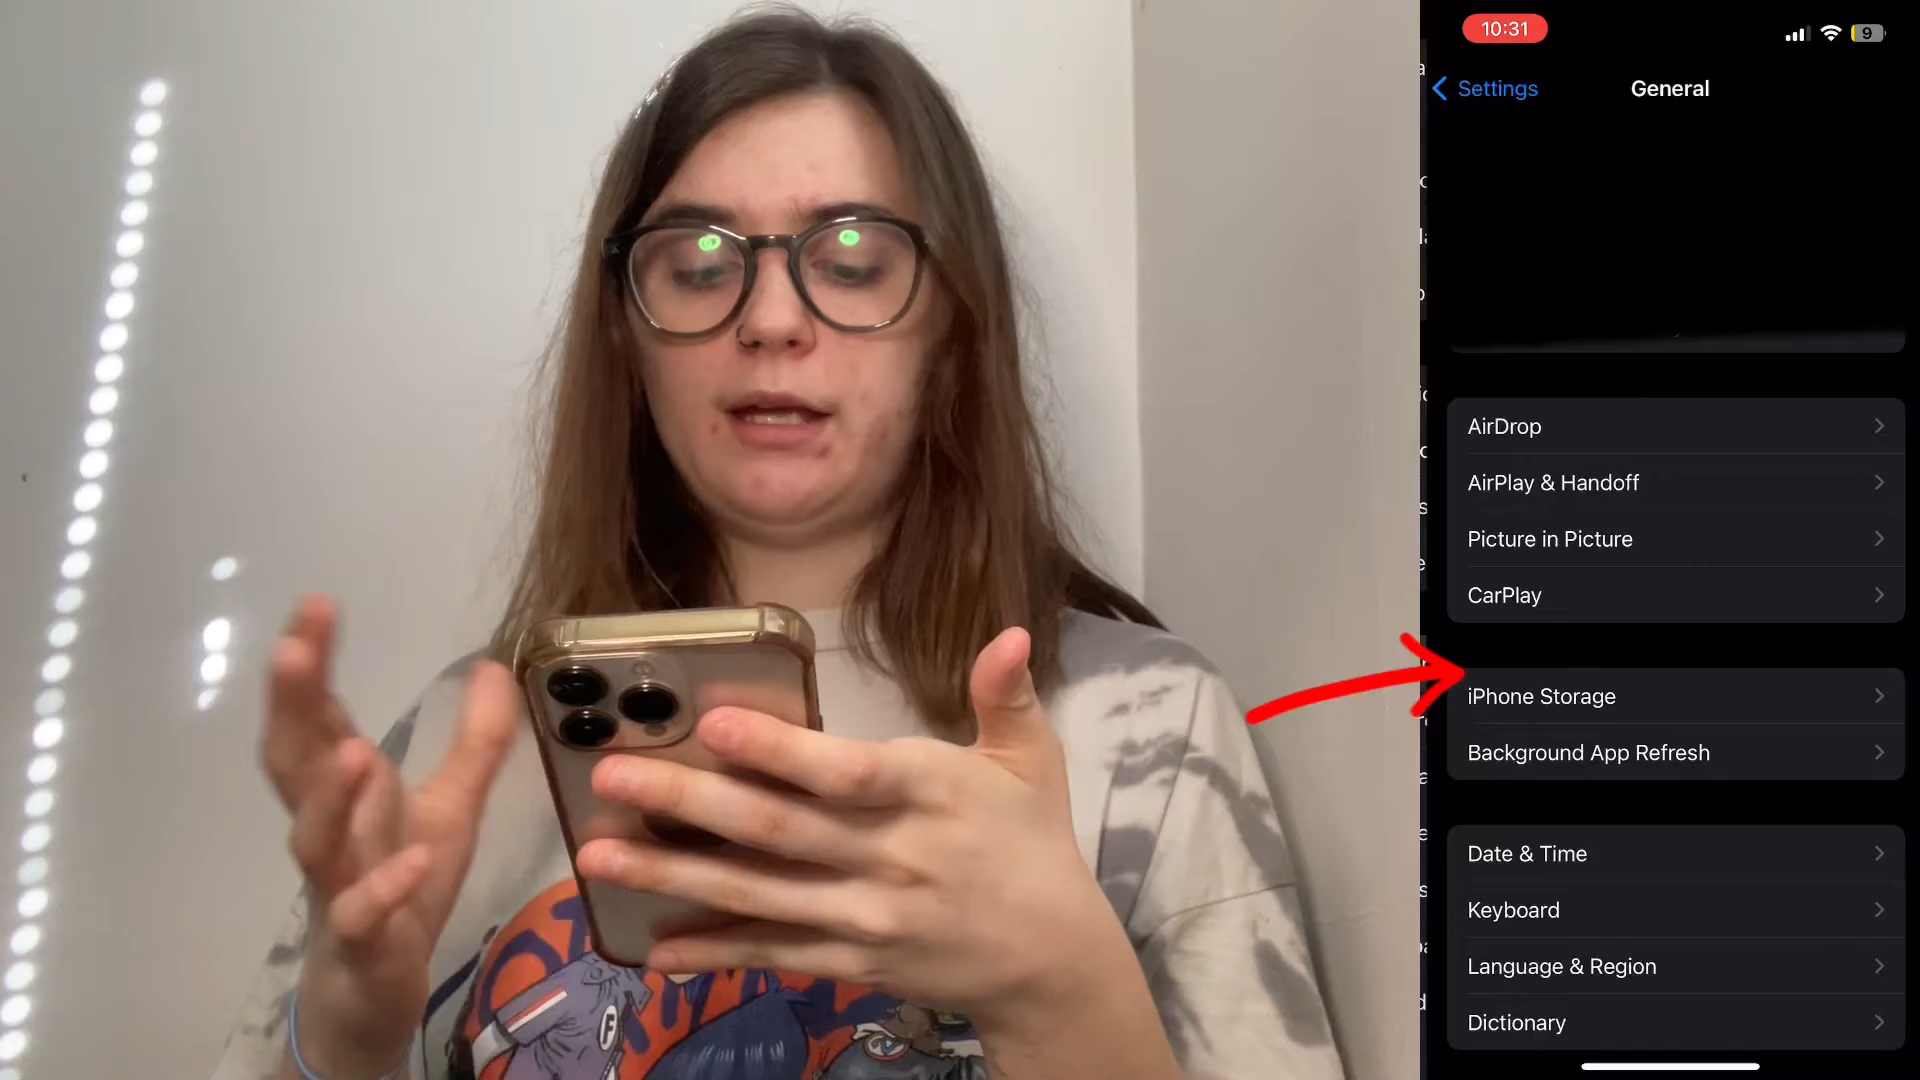 10:31
9
Settings
General
AirDrop
AirPlay & Handoff
Picture in Picture
CarPlay
iPhone Storage
Background App Refresh
Date & Time
Keyboard
Language & Region
Dictionary
F